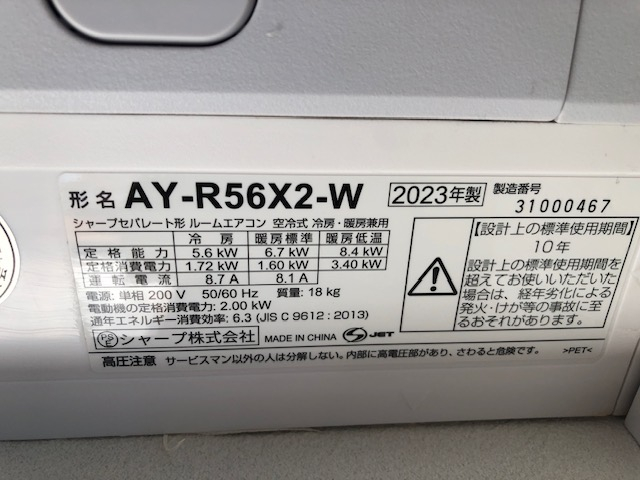 形名 AY-R56X2-W 2023年製 製造番号 31000467
シャープセパレート形 ルームエアコン 空冷式 冷房・暖房兼用
冷房 暖房標準 暖房低温
定格能力 5.6 kW 6.7 kW 8.4 kW
定格消費電力 1.72 kW 1.60 kW 3.40 kW
運転電流 8.7 A 8.1 A
電源: 単相 200 V 50/60 Hz 質量: 18 kg
電動機の定格消費電力: 2.00 kW
通年エネルギー消費効率: 6.3 (JIS C 9612 : 2013)
シャープ株式会社 MADE IN CHINA JET
高圧注意 サービスマン以外の人は分解しない。内部に高電圧部があり、さわると危険です。 >PET<
【設計上の標準使用期間】
10年
設計上の標準使用期間を
超えてお使いいただいた
場合は、経年劣化による
発火・けが等の事故に至
るおそれがあります。